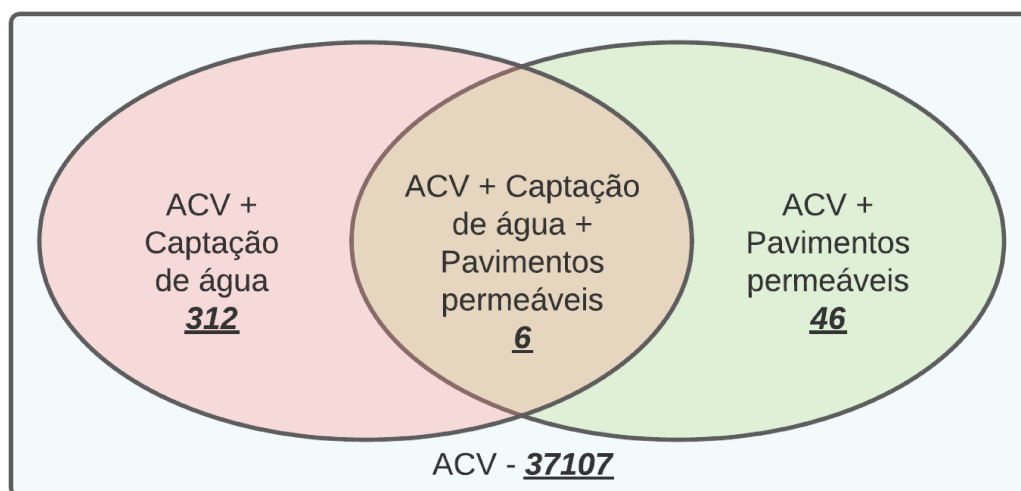 ACV +
Captação
de água
312
ACV + Captação
de água +
Pavimentos
permeáveis
6
ACV +
Pavimentos
permeáveis
46
ACV - 37107